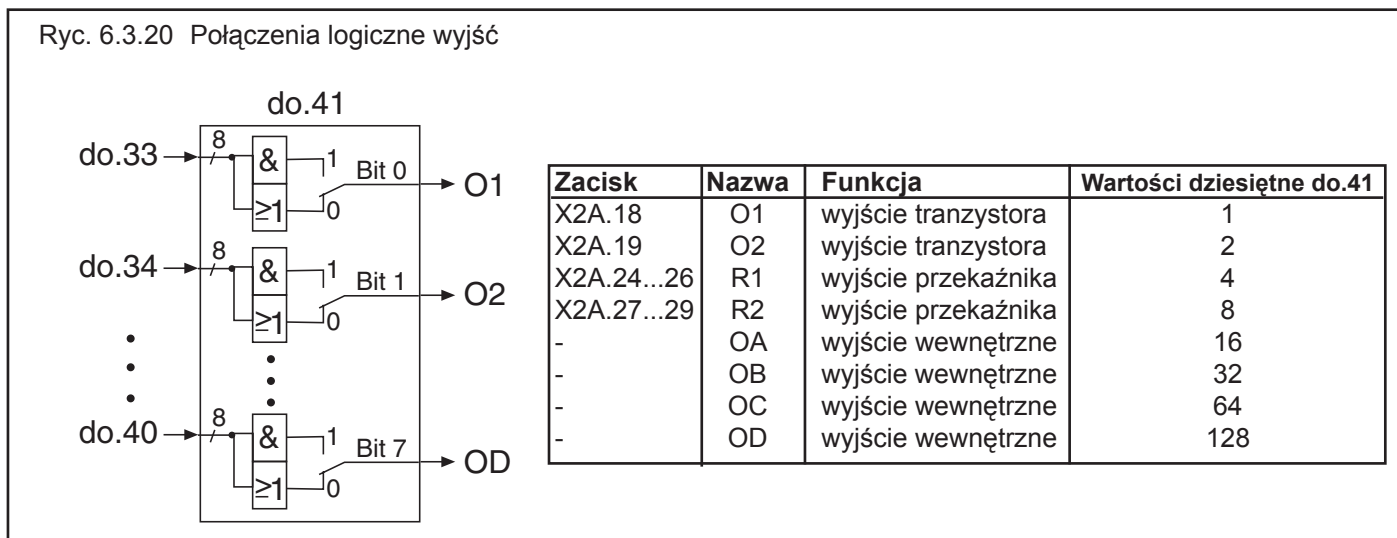 Ryc. 6.3.20 Połączenia logiczne wyjść
do.41
do.33 8 & 1 Bit 0 O1
≥1 0
do.34 8 & 1 Bit 1 O2
≥1 0
do.40 8 & 1 Bit 7 OD
≥1 0
Zacisk Nazwa Funkcja Wartości dziesiętne do.41
X2A.18 O1 wyjście tranzystora 1
X2A.19 O2 wyjście tranzystora 2
X2A.24...26 R1 wyjście przekaźnika 4
X2A.27...29 R2 wyjście przekaźnika 8
- OA wyjście wewnętrzne 16
- OB wyjście wewnętrzne 32
- OC wyjście wewnętrzne 64
- OD wyjście wewnętrzne 128